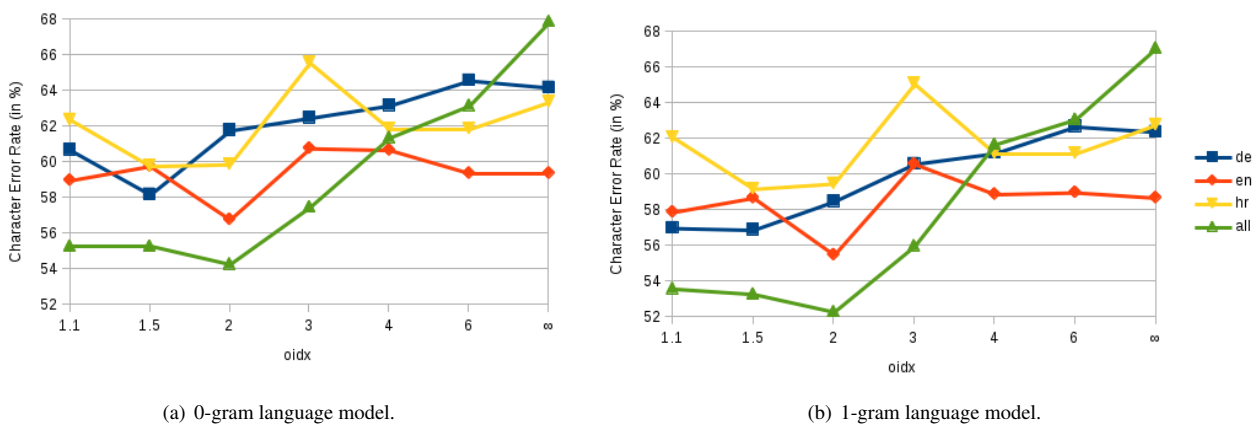 68
66
64
62
60
58
56
54
52
Character Error Rate (in %)
1.1 1.5 2 3 4 6 ∞
oidx
(a) 0-gram language model.
68
66
64
62
60
58
56
54
52
Character Error Rate (in %)
1.1 1.5 2 3 4 6 ∞
oidx
de
en
hr
all
(b) 1-gram language model.